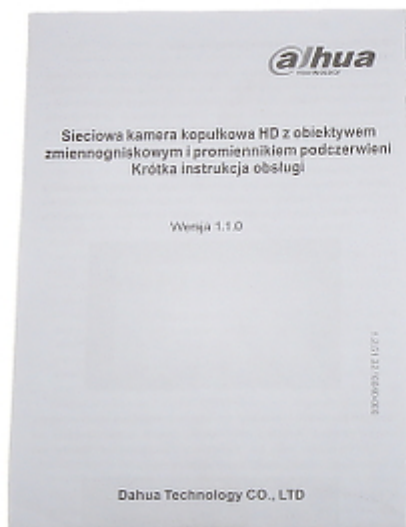 alhua
TECHNOLOGY
Sieciowa kamera kopułkowa HD z obiektywem
zmiennogniskowym i promiennikiem podczerwieni
Krótka instrukcja obsługi
Wersja 1.1.0
Dahua Technology CO., LTD